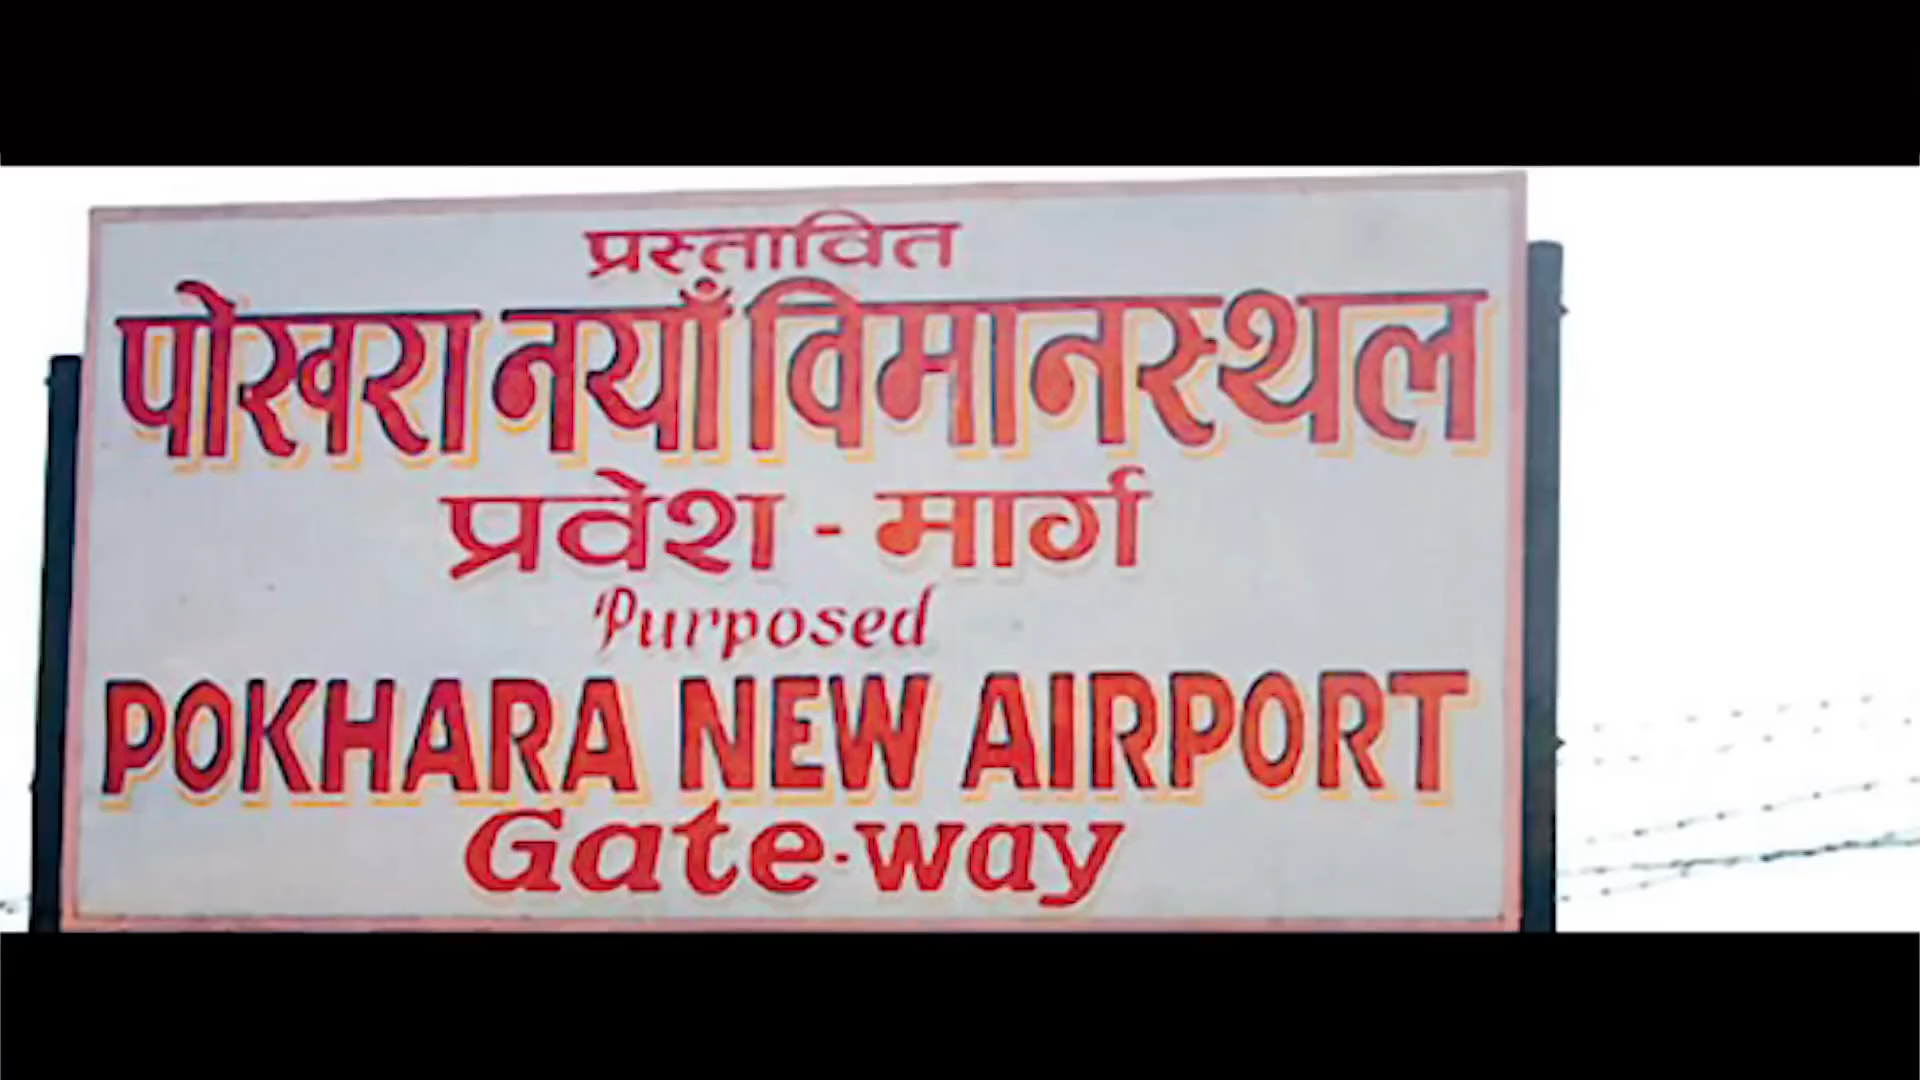 प्रस्तावित
पोखरा नयाँ विमानस्थल
प्रवेश - मार्ग
Purposed
POKHARA NEW AIRPORT
Gate-way